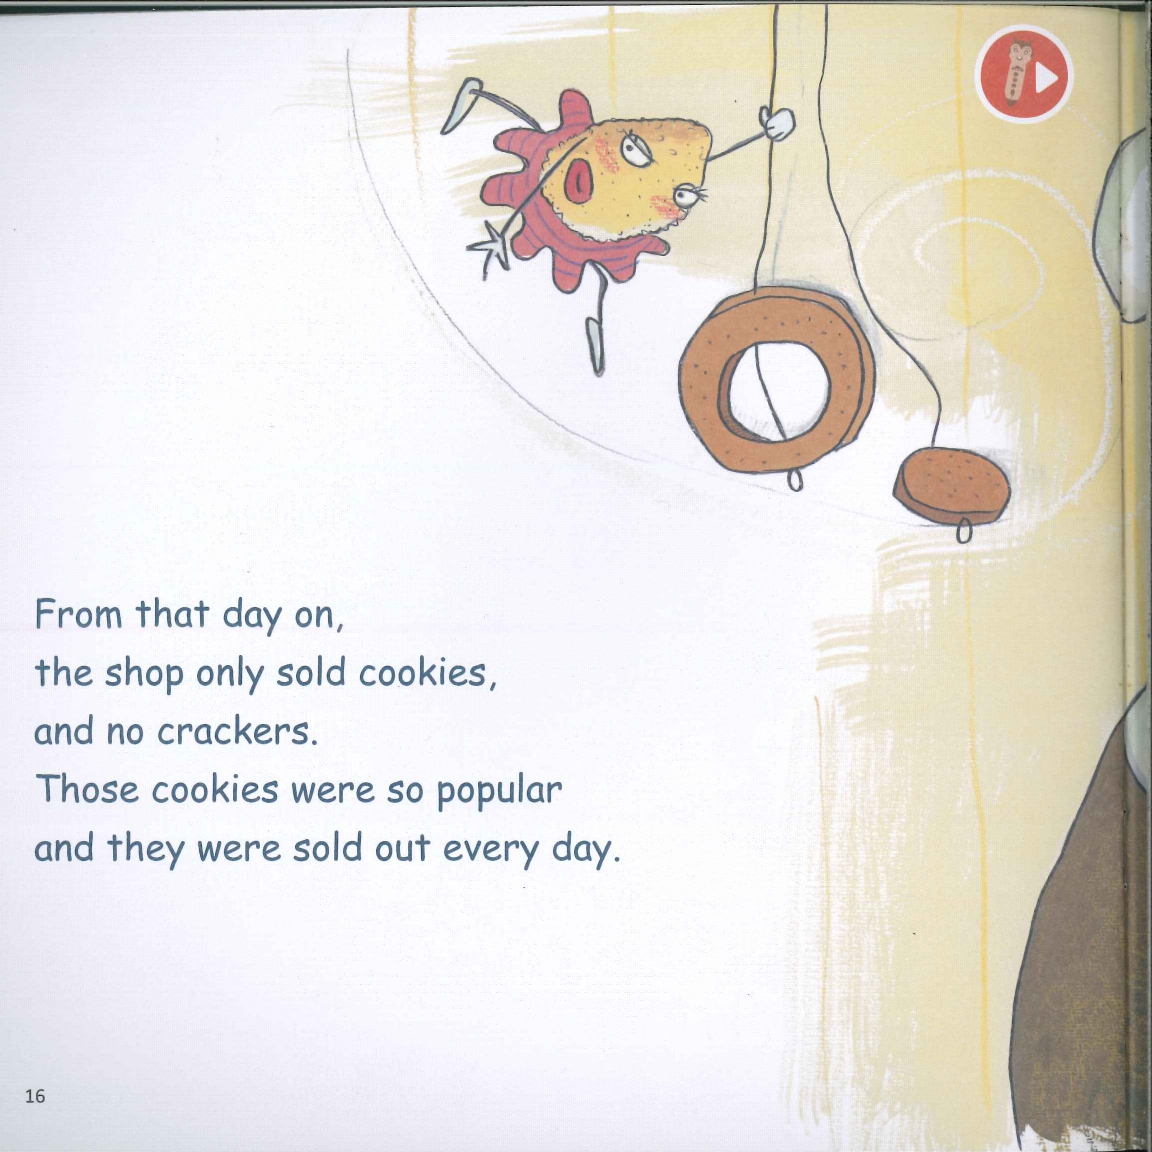 From that day on,
the shop only sold cookies,
and no crackers.
Those cookies were so popular
and they were sold out every day.
16